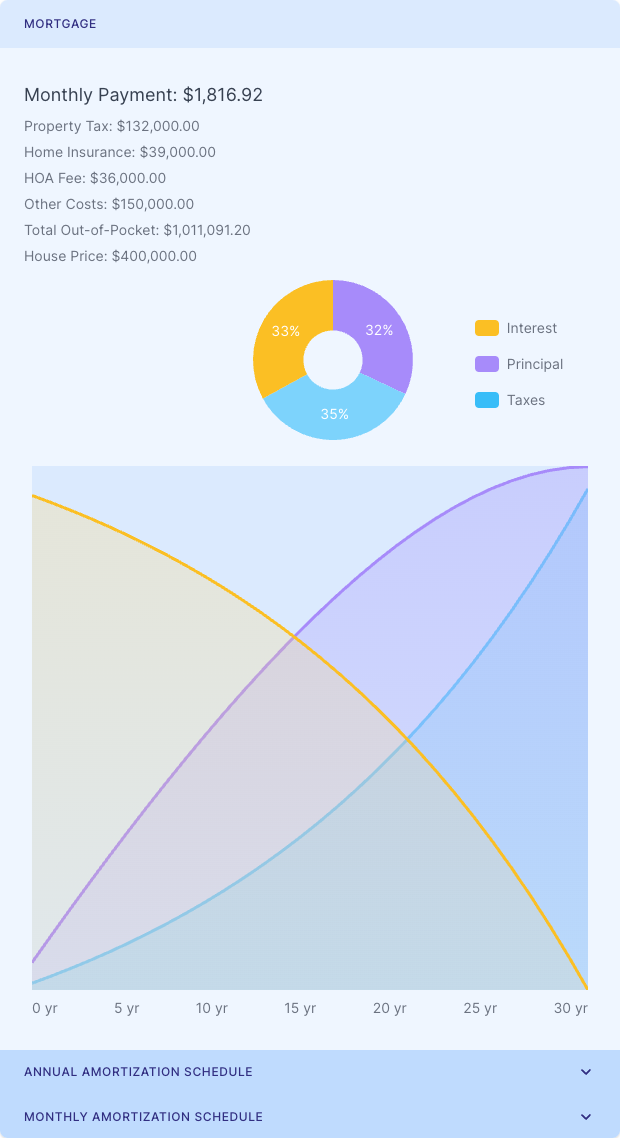 MORTGAGE
Monthly Payment: $1,816.92
Property Tax: $132,000.00
Home Insurance: $39,000.00
HOA Fee: $36,000.00
Other Costs: $150,000.00
Total Out-of-Pocket: $1,011,091.20
House Price: $400,000.00
33%
32%
35%
Interest
Principal
Taxes
0 yr 5 yr 10 yr 15 yr 20 yr 25 yr 30 yr
ANNUAL AMORTIZATION SCHEDULE
MONTHLY AMORTIZATION SCHEDULE